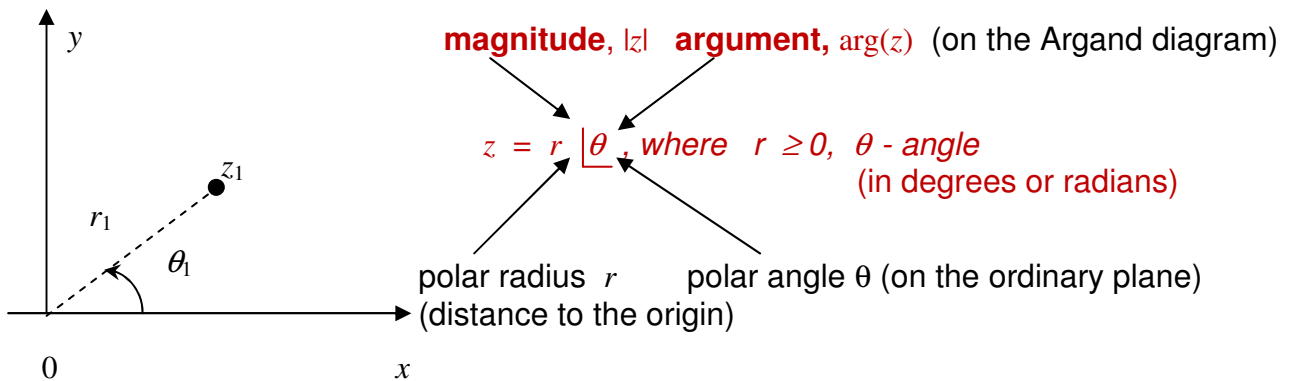 y
magnitude, |z| argument, arg(z) (on the Argand diagram)
z = r |θ , where r ≥ 0, θ - angle
(in degrees or radians)
z₁
r₁
θ₁
polar radius r polar angle θ (on the ordinary plane)
(distance to the origin)
0 x